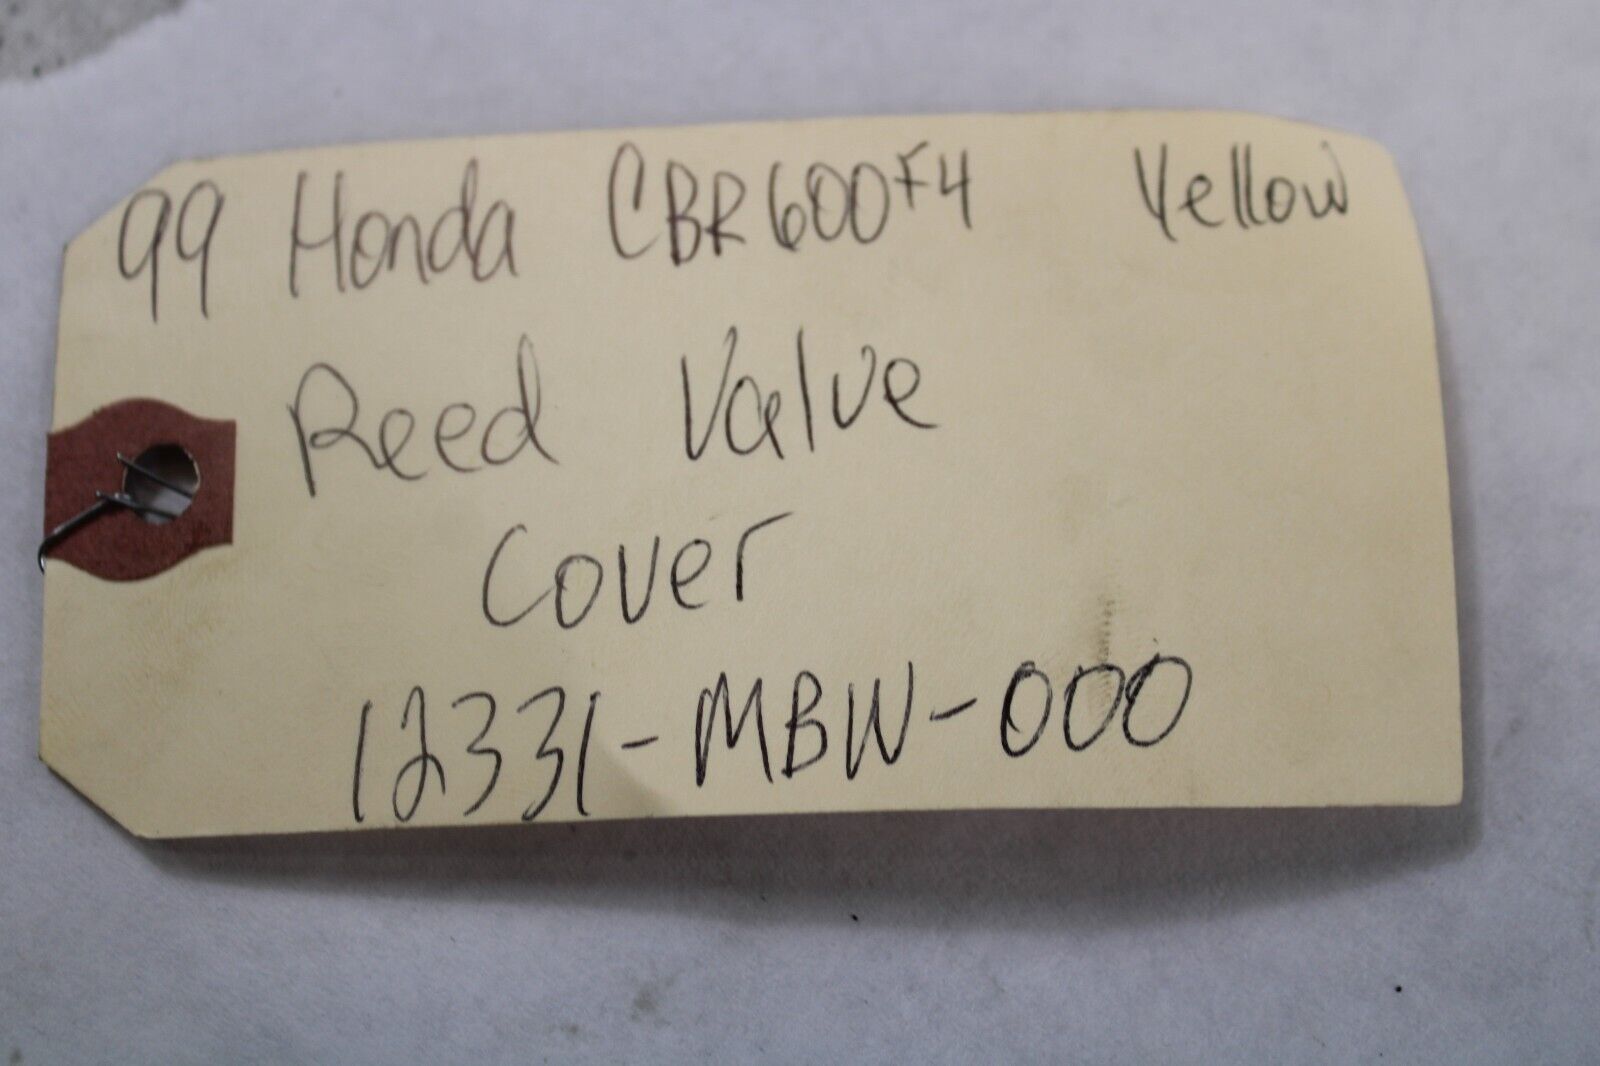 99 Honda CBR600F4 Yellow
Reed Valve
Cover
12331-MBW-000